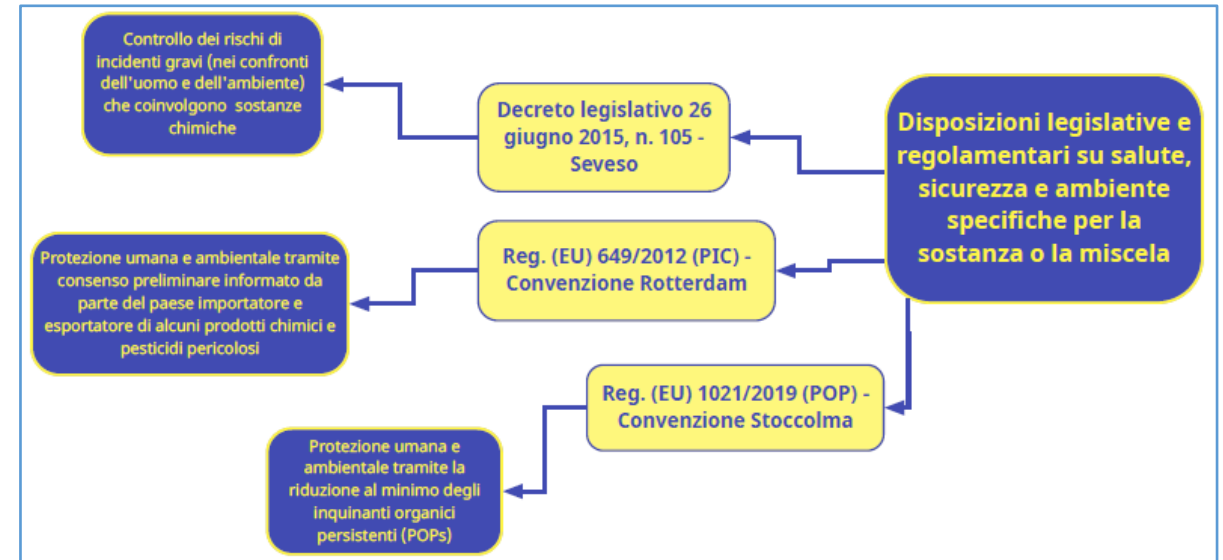 Controllo dei rischi di
incidenti gravi (nei confronti
dell'uomo e dell'ambiente)
che coinvolgono sostanze
chimiche
Decreto legislativo 26
giugno 2015, n. 105 -
Seveso
Disposizioni legislative e
regolamentari su salute,
sicurezza e ambiente
specifiche per la
sostanza o la miscela
Protezione umana e ambientale tramite
consenso preliminare informato da
parte del paese importatore e
esportatore di alcuni prodotti chimici e
pesticidi pericolosi
Reg. (EU) 649/2012 (PIC) -
Convenzione Rotterdam
Reg. (EU) 1021/2019 (POP) -
Convenzione Stoccolma
Protezione umana e
ambientale tramite la
riduzione al minimo degli
inquinanti organici
persistenti (POPs)